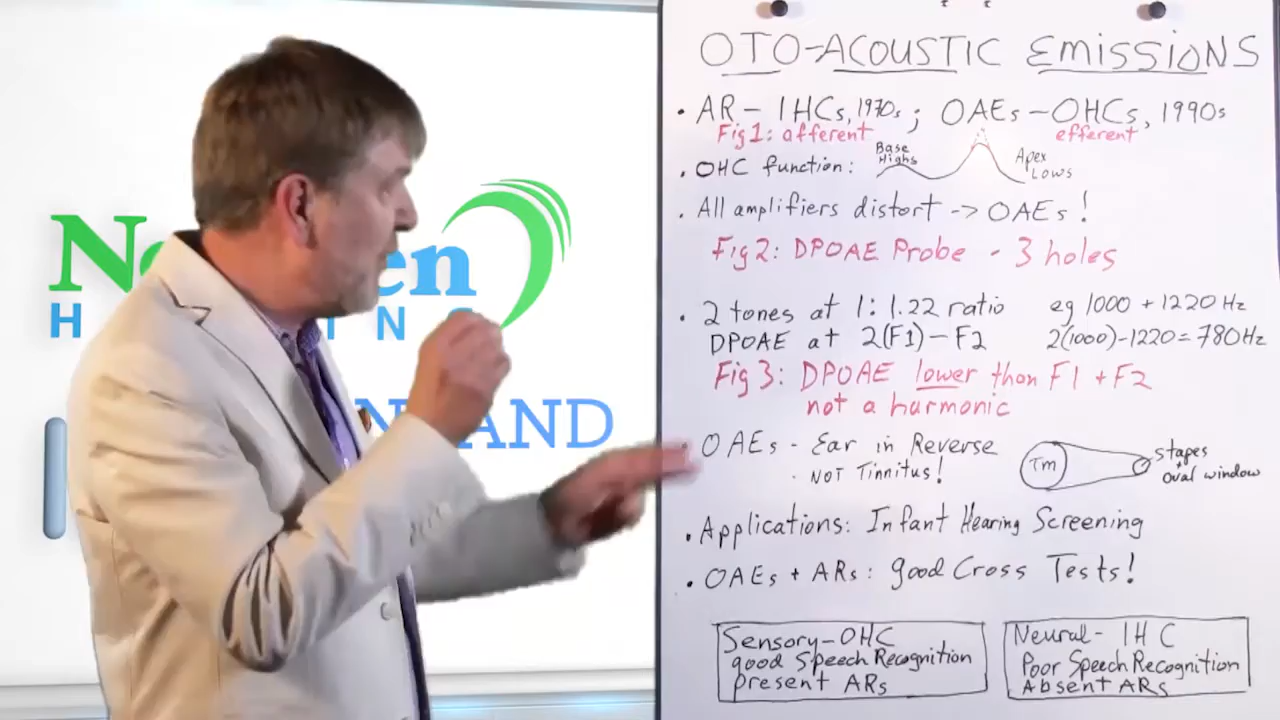 OTO-ACOUSTIC EMISSIONS
• AR - IHCs, 1970s; OAEs - OHCs, 1990s
Fig 1: afferent efferent
• OHC function: Base Highs Apex Lows
• All amplifiers distort -> OAEs!
Fig 2: DPOAE Probe - 3 holes
• 2 tones at 1:1.22 ratio eg 1000 + 1220 Hz
DPOAE at 2(F1) - F2 2(1000) - 1220 = 780Hz
Fig 3: DPOAE lower than F1 + F2
not a harmonic
• OAEs - Ear in Reverse
- NOT Tinnitus!
Tm
stapes
+
oval window
• Applications: Infant Hearing Screening
• OAEs + ARs: good Cross Tests!
Sensory - OHC
good Speech Recognition
present ARs
Neural - IHC
Poor Speech Recognition
Absent ARs
AND